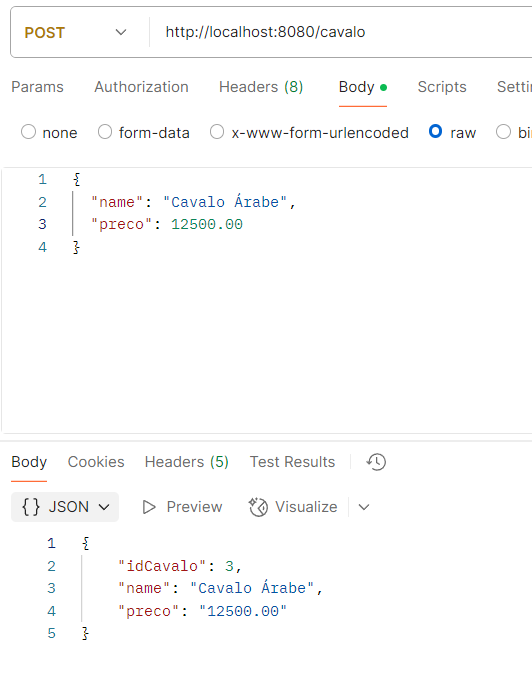 POST http://localhost:8080/cavalo
Params Authorization Headers (8) Body Scripts Setti
none form-data x-www-form-urlencoded raw bi
1 {
2 "name": "Cavalo Árabe",
3 "preco": 12500.00
4 }
Body Cookies Headers (5) Test Results
{} JSON Preview Visualize
1 {
2 "idCavalo": 3,
3 "name": "Cavalo Árabe",
4 "preco": "12500.00"
5 }